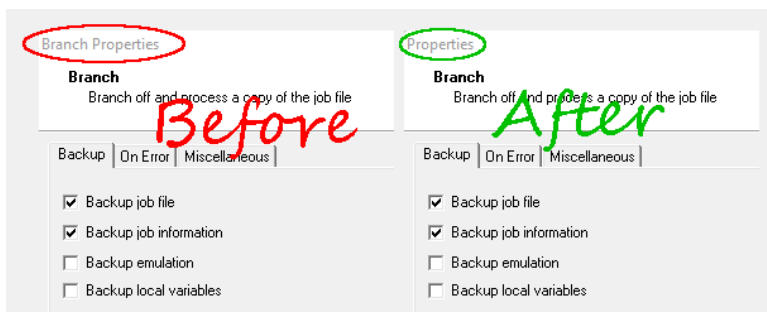 Branch Properties
Branch
Branch off and process a copy of the job file
Before
Backup On Error Miscellaneous
Backup job file
Backup job information
Backup emulation
Backup local variables
Properties
Branch
Branch off and process a copy of the job file
After
Backup On Error Miscellaneous
Backup job file
Backup job information
Backup emulation
Backup local variables